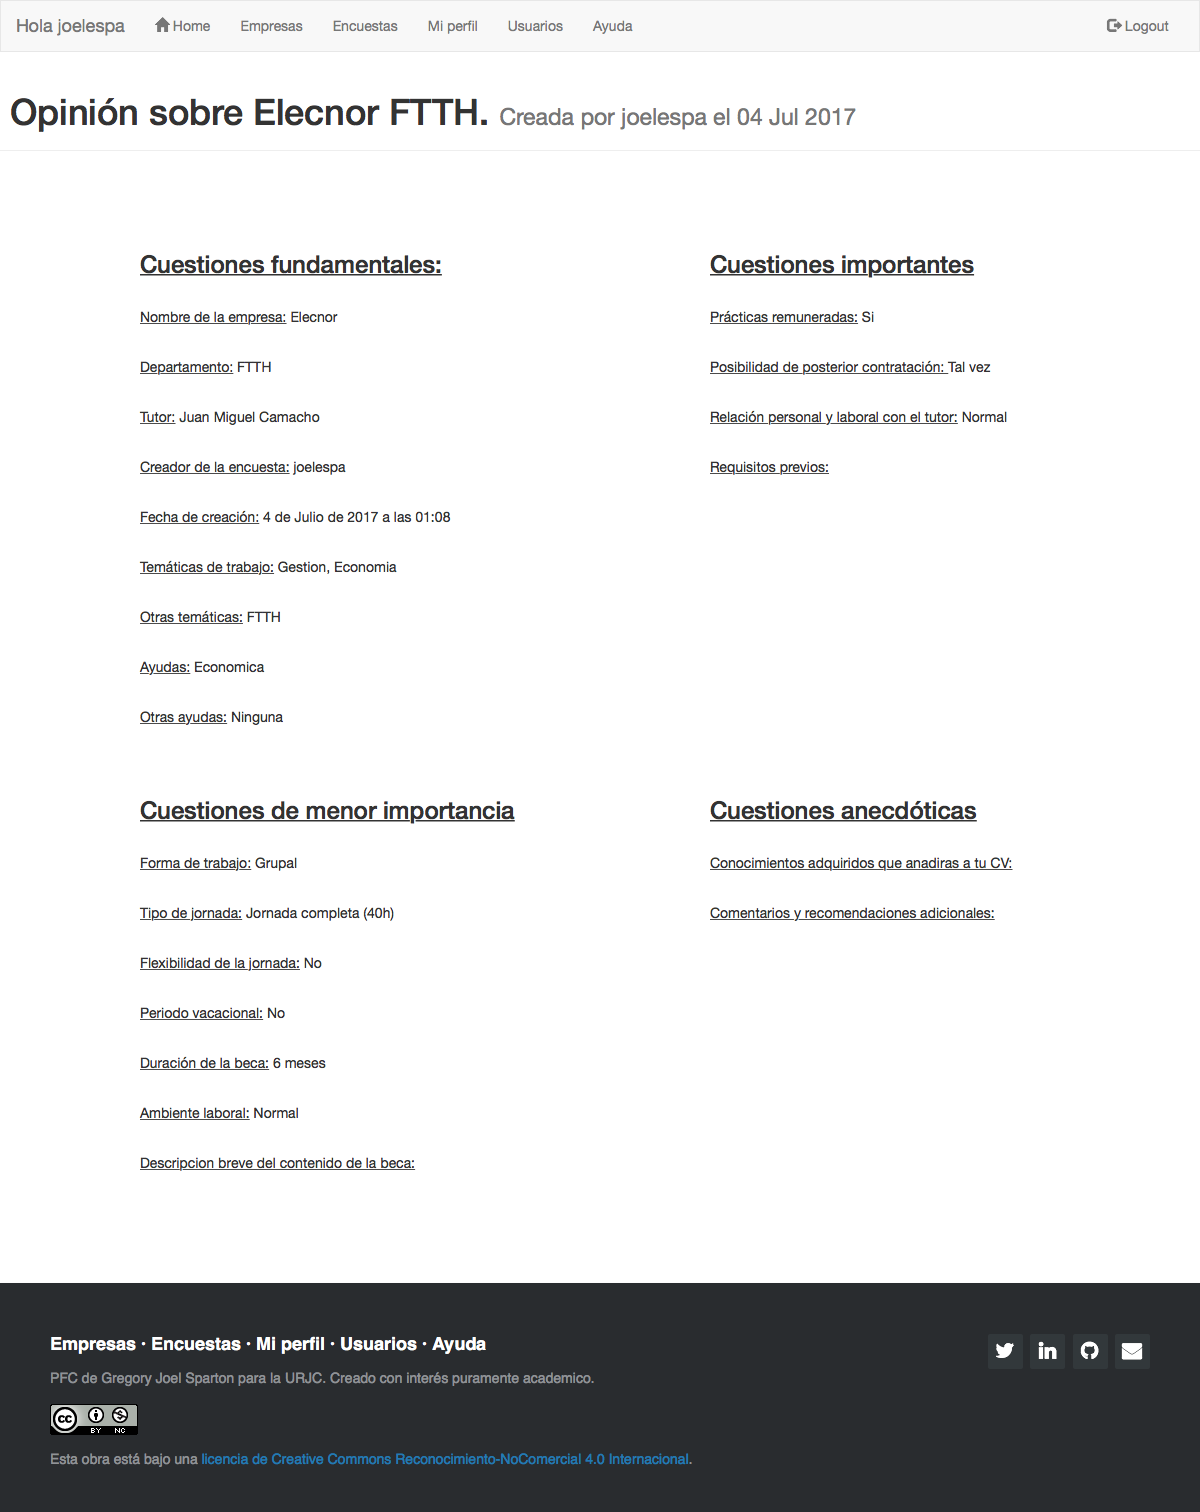 Hola joelespa Home Empresas Encuestas Mi perfil Usuarios Ayuda Logout
Opinión sobre Elecnor FTTH. Creada por joelespa el 04 Jul 2017
Cuestiones fundamentales:
Nombre de la empresa: Elecnor
Departamento: FTTH
Tutor: Juan Miguel Camacho
Creador de la encuesta: joelespa
Fecha de creación: 4 de Julio de 2017 a las 01:08
Temáticas de trabajo: Gestion, Economia
Otras temáticas: FTTH
Ayudas: Economica
Otras ayudas: Ninguna
Cuestiones importantes
Prácticas remuneradas: Si
Posibilidad de posterior contratación: Tal vez
Relación personal y laboral con el tutor: Normal
Requisitos previos:
Cuestiones de menor importancia
Forma de trabajo: Grupal
Tipo de jornada: Jornada completa (40h)
Flexibilidad de la jornada: No
Periodo vacacional: No
Duración de la beca: 6 meses
Ambiente laboral: Normal
Descripcion breve del contenido de la beca:
Cuestiones anecdóticas
Conocimientos adquiridos que anadiras a tu CV:
Comentarios y recomendaciones adicionales:
Empresas · Encuestas · Mi perfil · Usuarios · Ayuda
PFC de Gregory Joel Sparton para la URJC. Creado con interés puramente academico.
cc BY NC
Esta obra está bajo una licencia de Creative Commons Reconocimiento-NoComercial 4.0 Internacional.